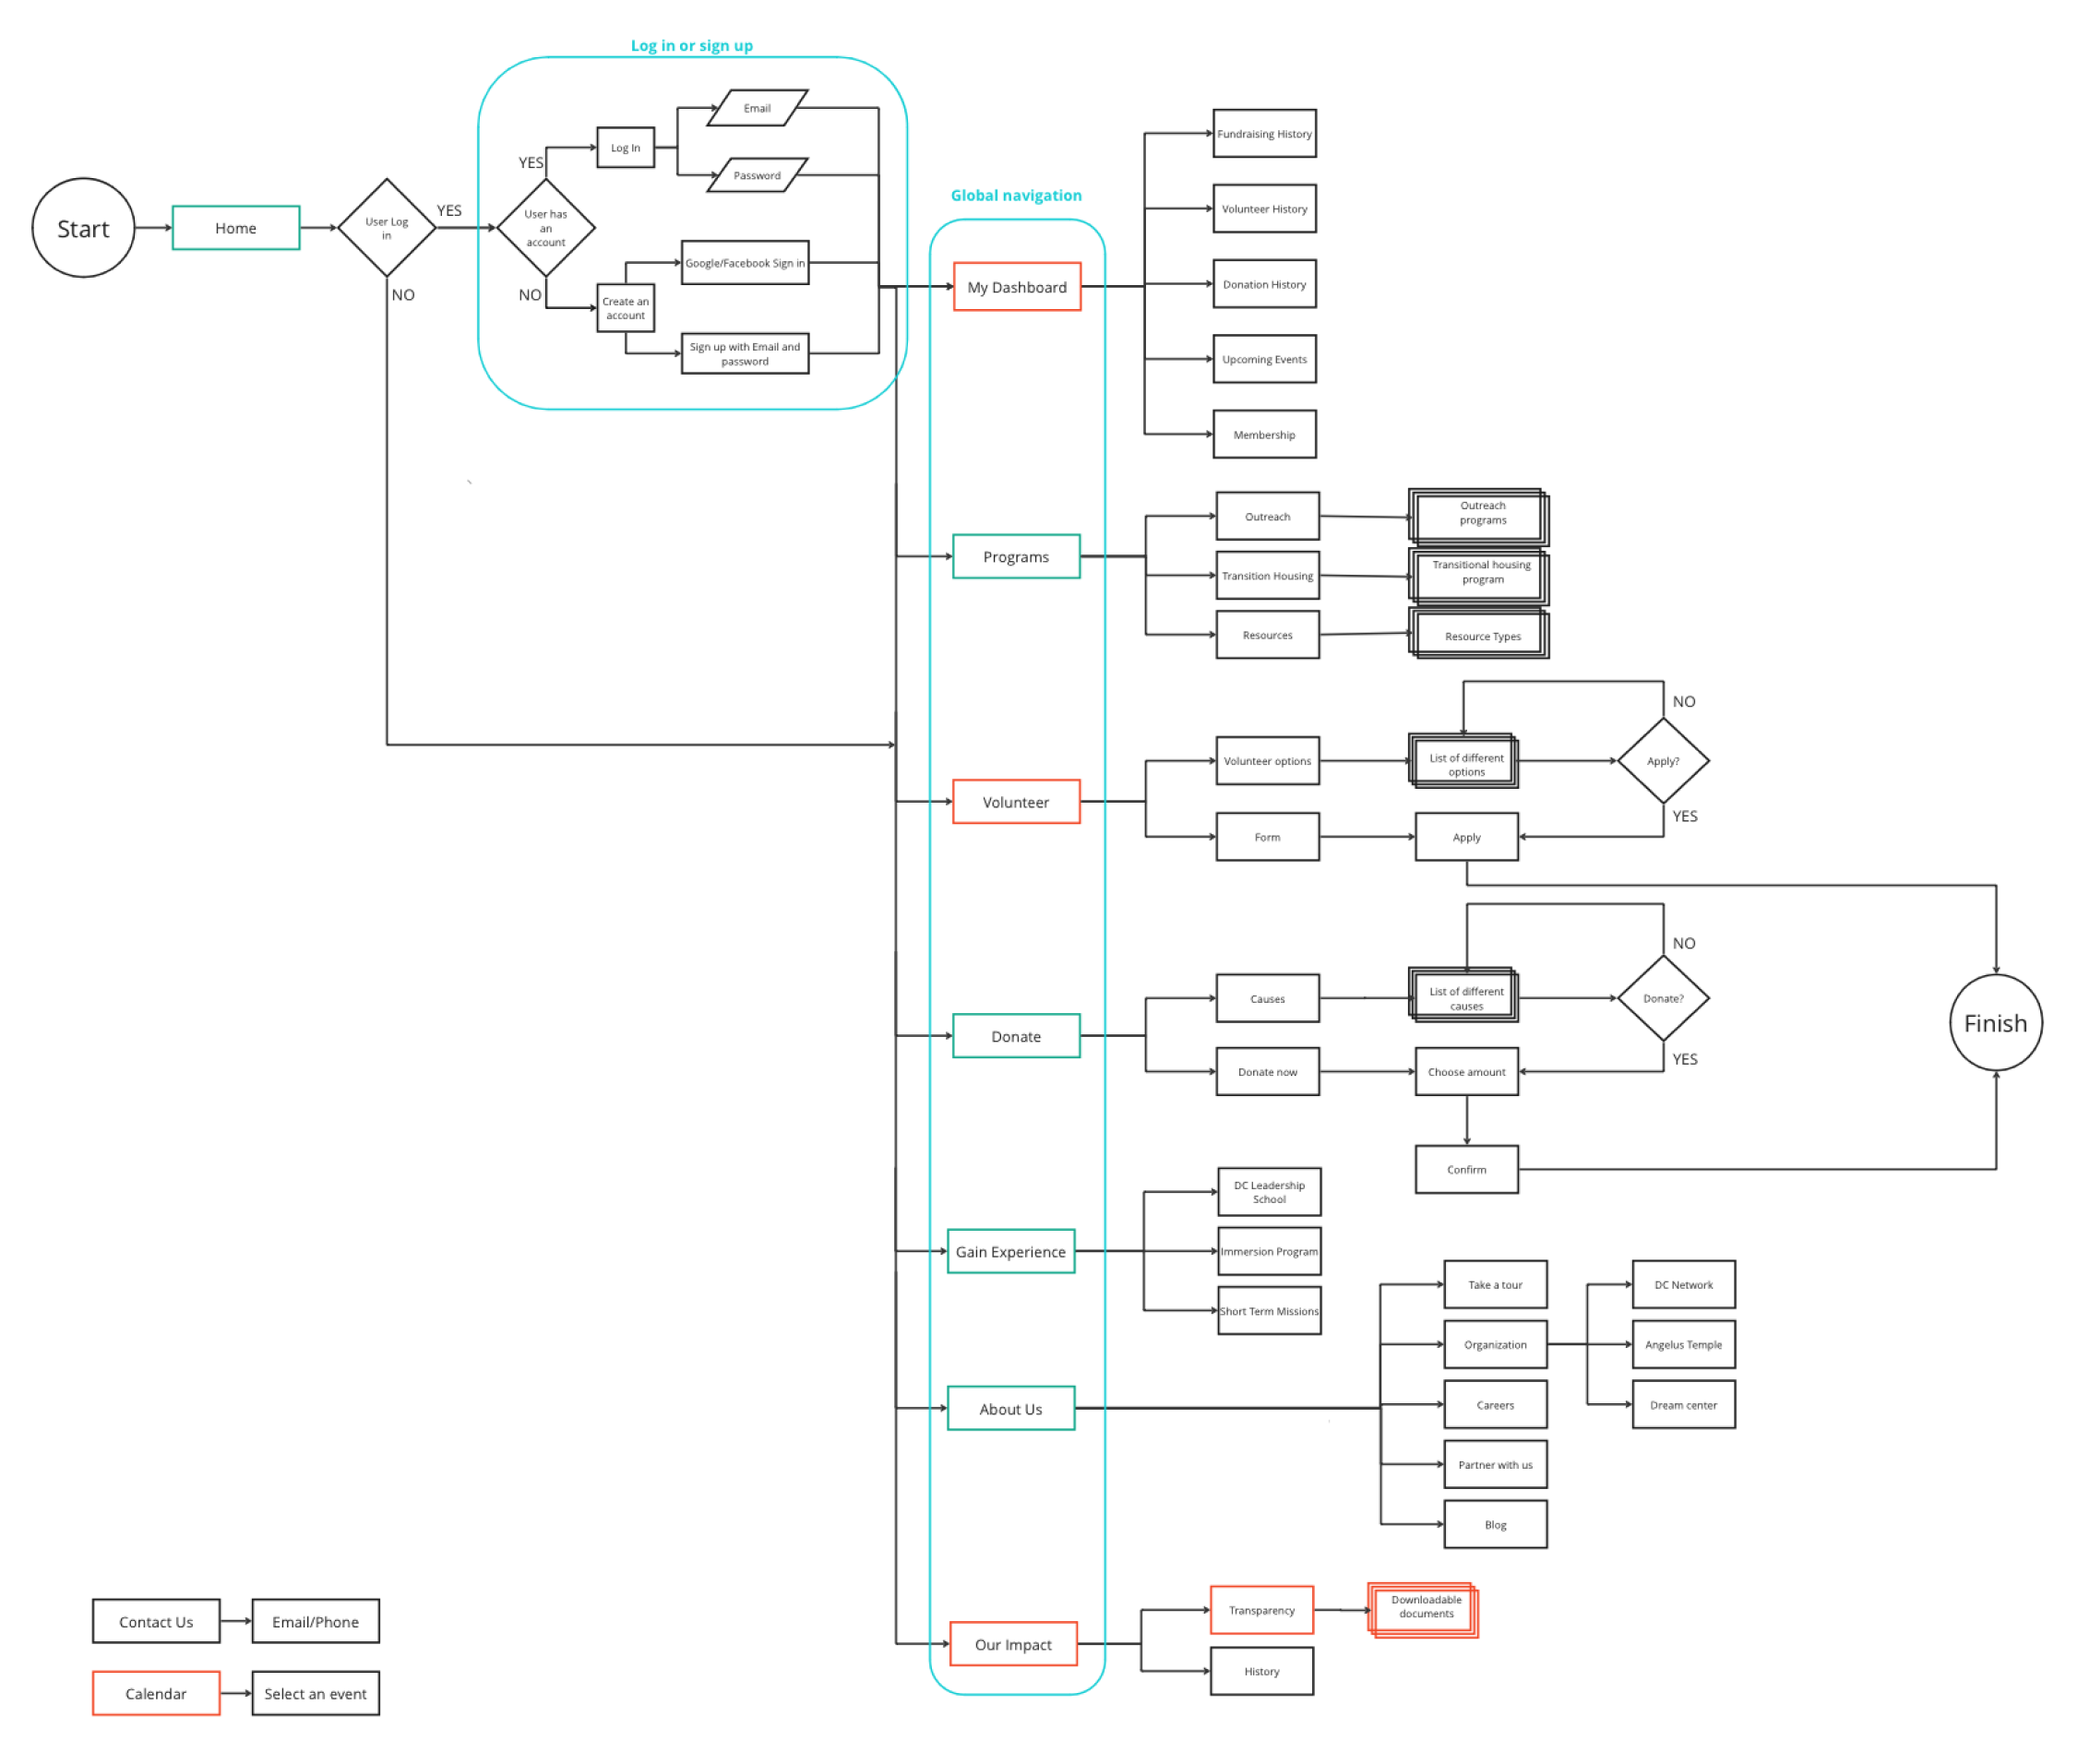 Log in or sign up
Email
Log In
YES
Password
Start
Home
User Log
in
YES
User has
an
account
NO
NO
Google/Facebook Sign in
Create an
account
Sign up with Email and
password
Global navigation
My Dashboard
Fundraising History
Volunteer History
Donation History
Upcoming Events
Membership
Programs
Outreach
Outreach
programs
Transition Housing
Transitional housing
program
Resources
Resource Types
Volunteer
Volunteer options
List of different
options
Apply?
NO
YES
Form
Apply
Donate
Causes
List of different
causes
Donate?
NO
YES
Donate now
Choose amount
Confirm
Finish
Gain Experience
DC Leadership
School
Immersion Program
Short Term Missions
About Us
Take a tour
Organization
Careers
Partner with us
Blog
DC Network
Angelus Temple
Dream center
Our Impact
Transparency
Downloadable
documents
History
Contact Us
Email/Phone
Calendar
Select an event